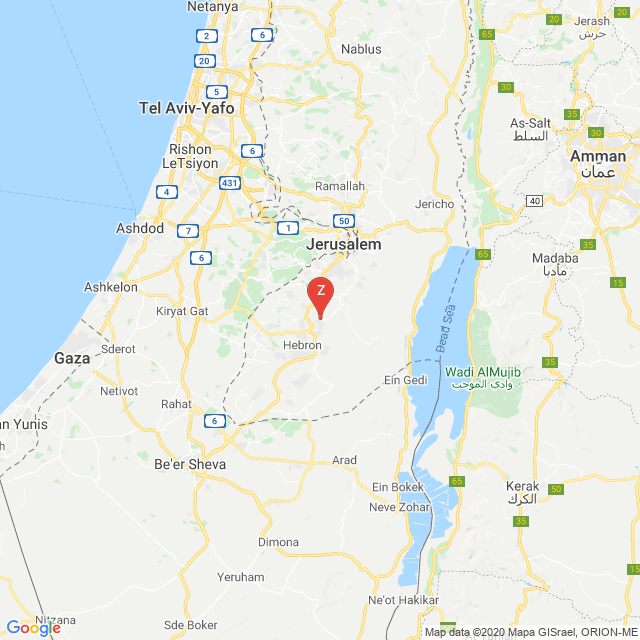 Netanya
2
6
65
Jerash
جرش
Nablus
20
5
30
Tel Aviv-Yafo
35
As-Salt
السلط
30
Rishon
LeTsiyon
6
Amman
عمان
4
431
Ramallah
Jericho
40
50
Ashdod
7
1
Jerusalem
35
6
65
Madaba
مأدبا
15
Ashkelon
Z
Kiryat Gat
Dead Sea
Gaza
Sderot
Hebron
35
Wadi AlMujib
وادي الموجب
Netivot
Ein Gedi
Rahat
6
an Yunis
Be'er Sheva
Arad
65
Ein Bokek
Kerak
الكرك
50
Neve Zohar
35
Dimona
15
Yeruham
Ne'ot Hakikar
Nitzana
Sde Boker
Google
Map data ©2020 Mapa GISrael, ORION-ME